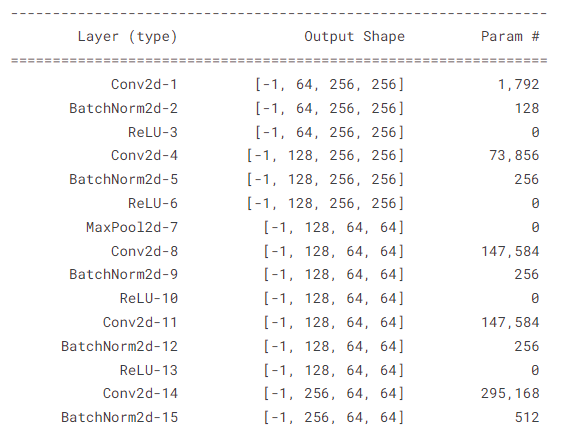 ----------------------------------------------------------------
Layer (type) Output Shape Param #
================================================================
Conv2d-1 [-1, 64, 256, 256] 1,792
BatchNorm2d-2 [-1, 64, 256, 256] 128
ReLU-3 [-1, 64, 256, 256] 0
Conv2d-4 [-1, 128, 256, 256] 73,856
BatchNorm2d-5 [-1, 128, 256, 256] 256
ReLU-6 [-1, 128, 256, 256] 0
MaxPool2d-7 [-1, 128, 64, 64] 0
Conv2d-8 [-1, 128, 64, 64] 147,584
BatchNorm2d-9 [-1, 128, 64, 64] 256
ReLU-10 [-1, 128, 64, 64] 0
Conv2d-11 [-1, 128, 64, 64] 147,584
BatchNorm2d-12 [-1, 128, 64, 64] 256
ReLU-13 [-1, 128, 64, 64] 0
Conv2d-14 [-1, 256, 64, 64] 295,168
BatchNorm2d-15 [-1, 256, 64, 64] 512